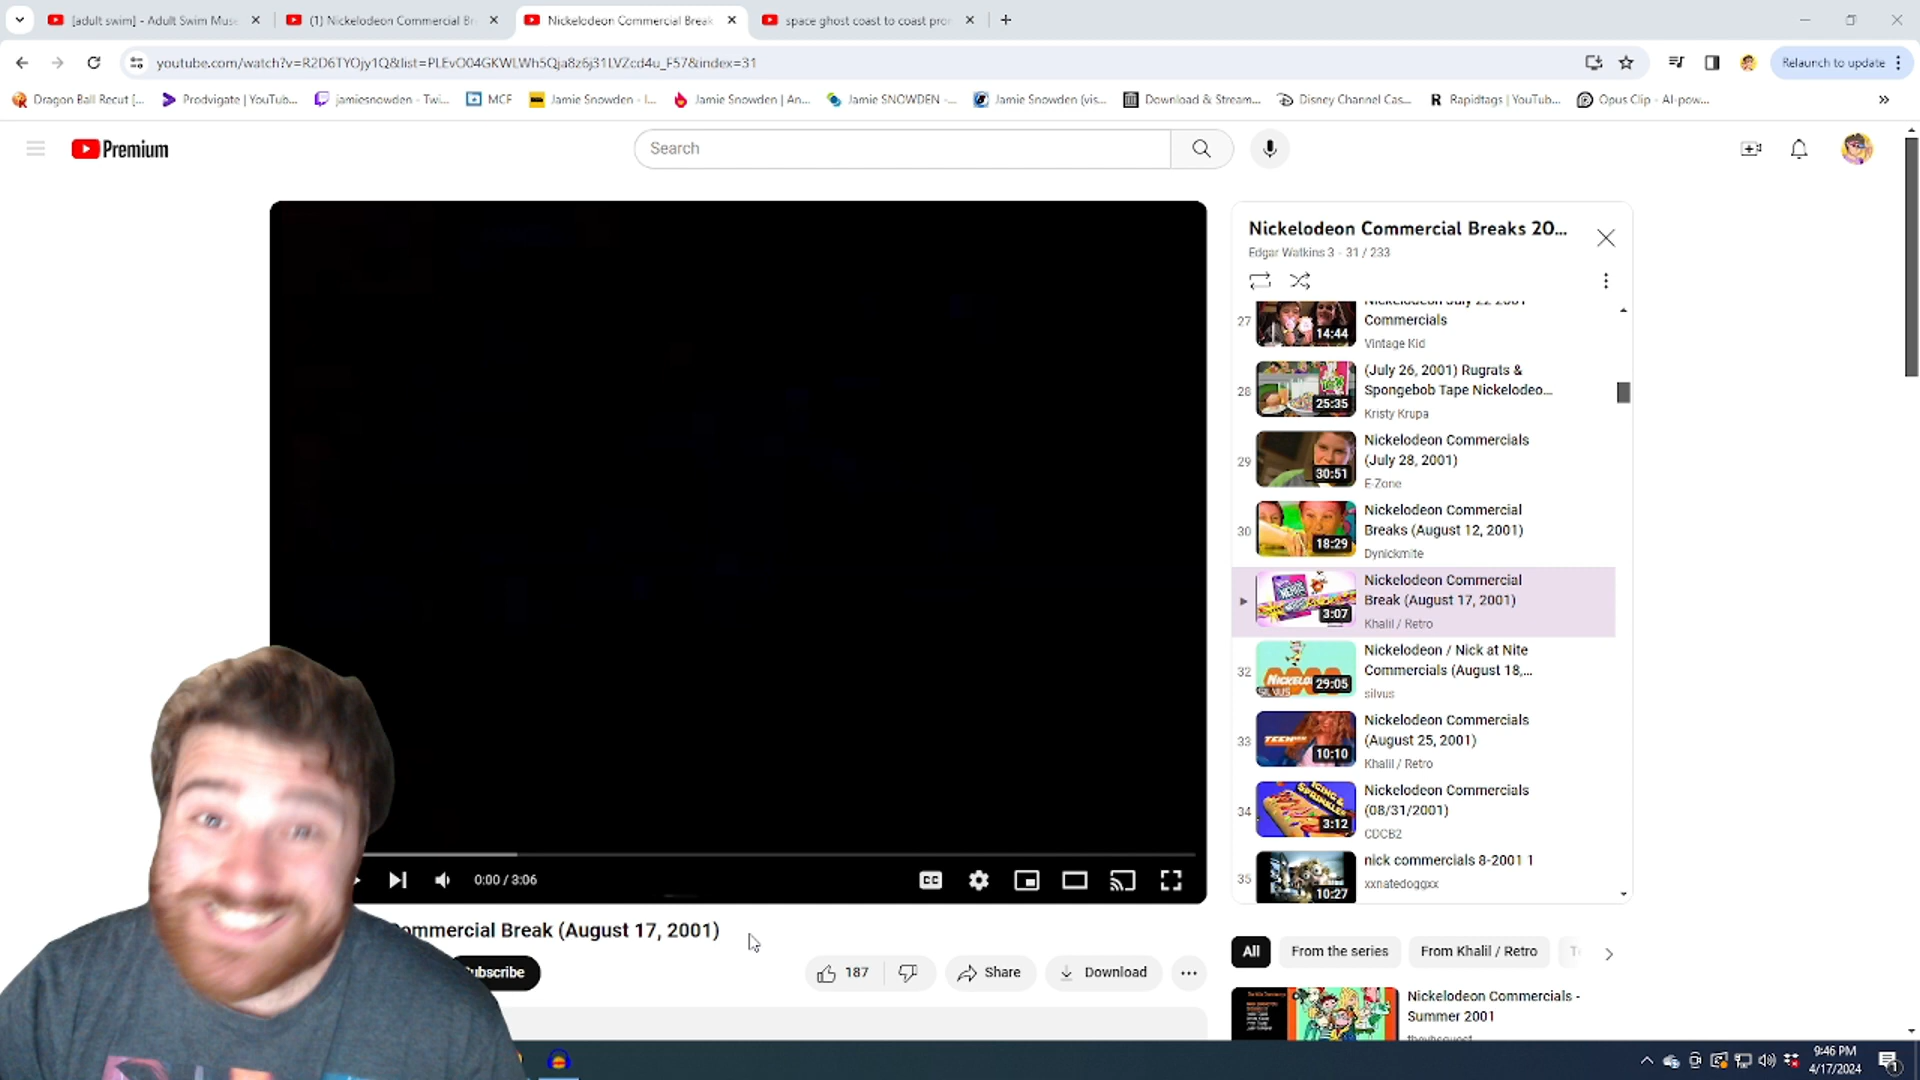 [adult swim] - Adult Swim Mus
(1) Nickelodeon Commercial Br
Nickelodeon Commercial Break
space ghost coast to coast pro
youtube.com/watch?v=R2D6TYOjy1Q&list=PLEvO04GKWLWh5Qja8z6j31LVZcd4u_F57&index=31
Relaunch to update
Dragon Ball Recut [...
Prodvigate | YouTub...
jamiesnowden - Twi...
MCF
Jamie Snowden - I...
Jamie Snowden | An...
Jamie SNOWDEN -...
Jamie Snowden (vis...
Download & Stream...
Disney Channel Cas...
Rapidtags | YouTub...
Opus Clip - AI-pow...
Premium
Search
Nickelodeon Commercial Breaks 20...
Edgar Watkins 3 - 31 / 233
27
Nickelodeon July 22 2001
Commercials
Vintage Kid
14:44
28
(July 26, 2001) Rugrats &
Spongebob Tape Nickelodeo...
Kristy Krupa
25:35
29
Nickelodeon Commercials
(July 28, 2001)
E-Zone
30:51
30
Nickelodeon Commercial
Breaks (August 12, 2001)
Dynickmite
18:29
Nickelodeon Commercial
Break (August 17, 2001)
Khalil / Retro
3:07
32
Nickelodeon / Nick at Nite
Commercials (August 18,...
silvus
29:05
33
Nickelodeon Commercials
(August 25, 2001)
Khalil / Retro
10:10
34
Nickelodeon Commercials
(08/31/2001)
CDCB2
ICING &
SPRINKLES
3:12
35
nick commercials 8-2001 1
xxnatedoggxx
10:27
0:00 / 3:06
CC
ommercial Break (August 17, 2001)
ubscribe
187
Share
Download
All
From the series
From Khalil / Retro
Nickelodeon Commercials -
Summer 2001
9:46 PM
4/17/2024
1